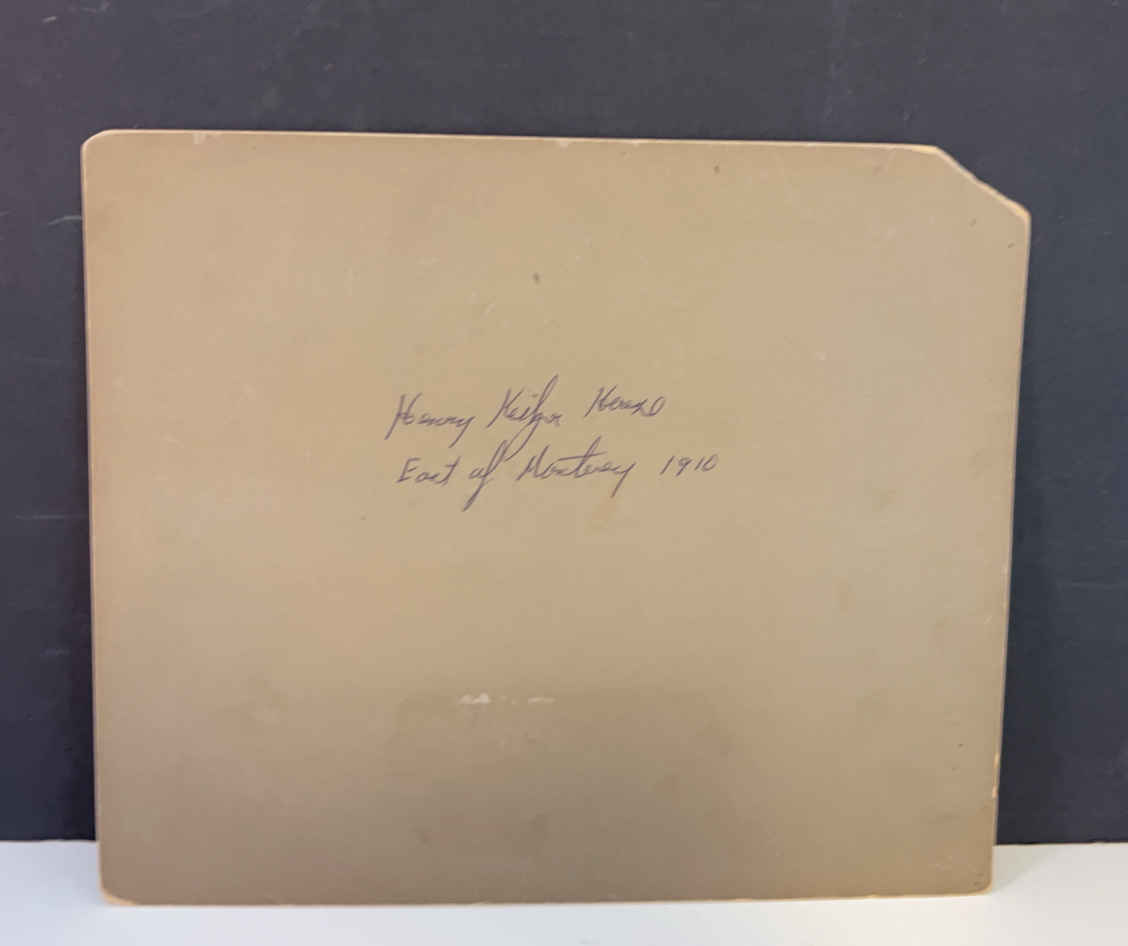 Henry Keifer House
East of Monterey 1910